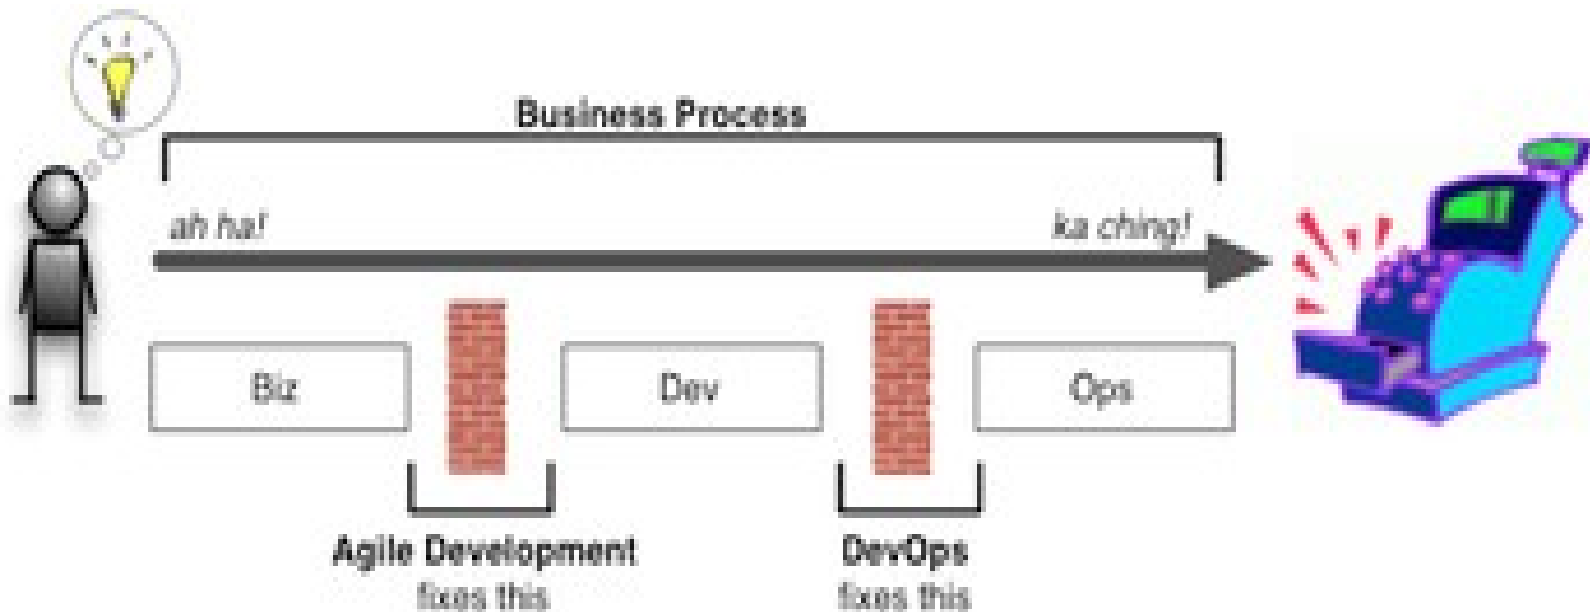 Business Process
ah ha!
ka ching!
Biz
Dev
Ops
Agile Development
fixes this
DevOps
fixes this